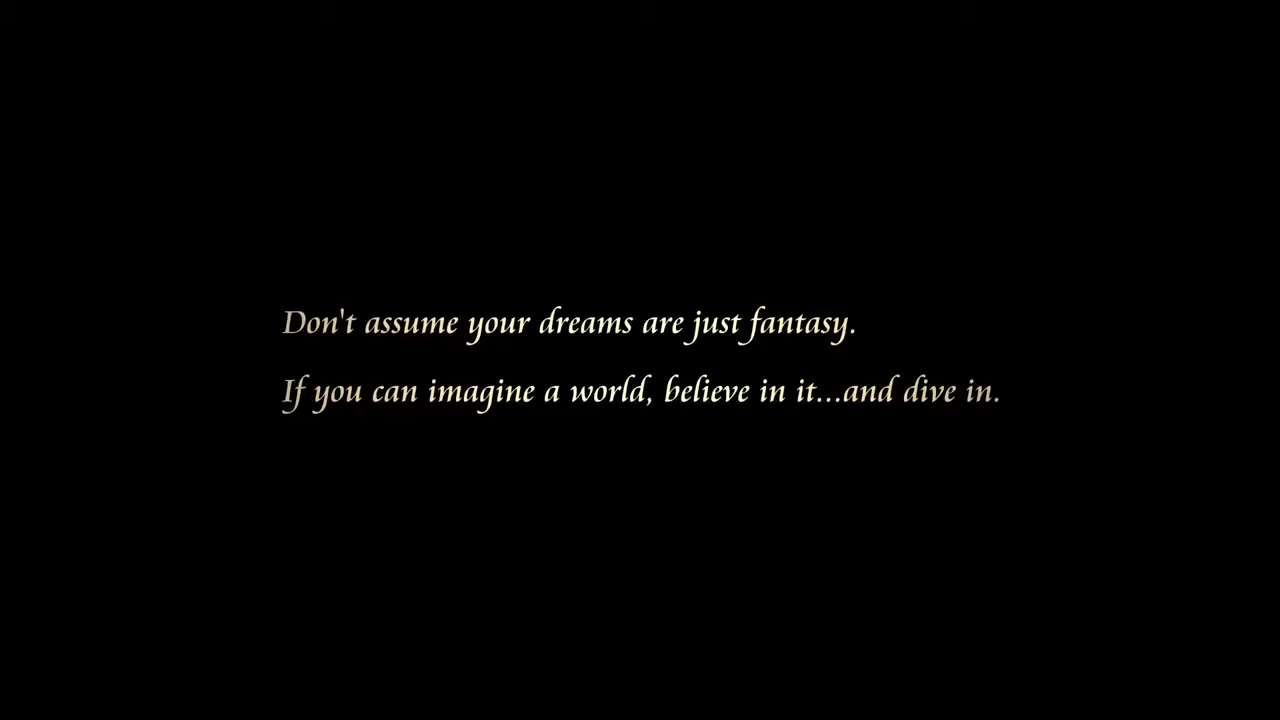 Don't assume your dreams are just fantasy.
If you can imagine a world, believe in it...and dive in.